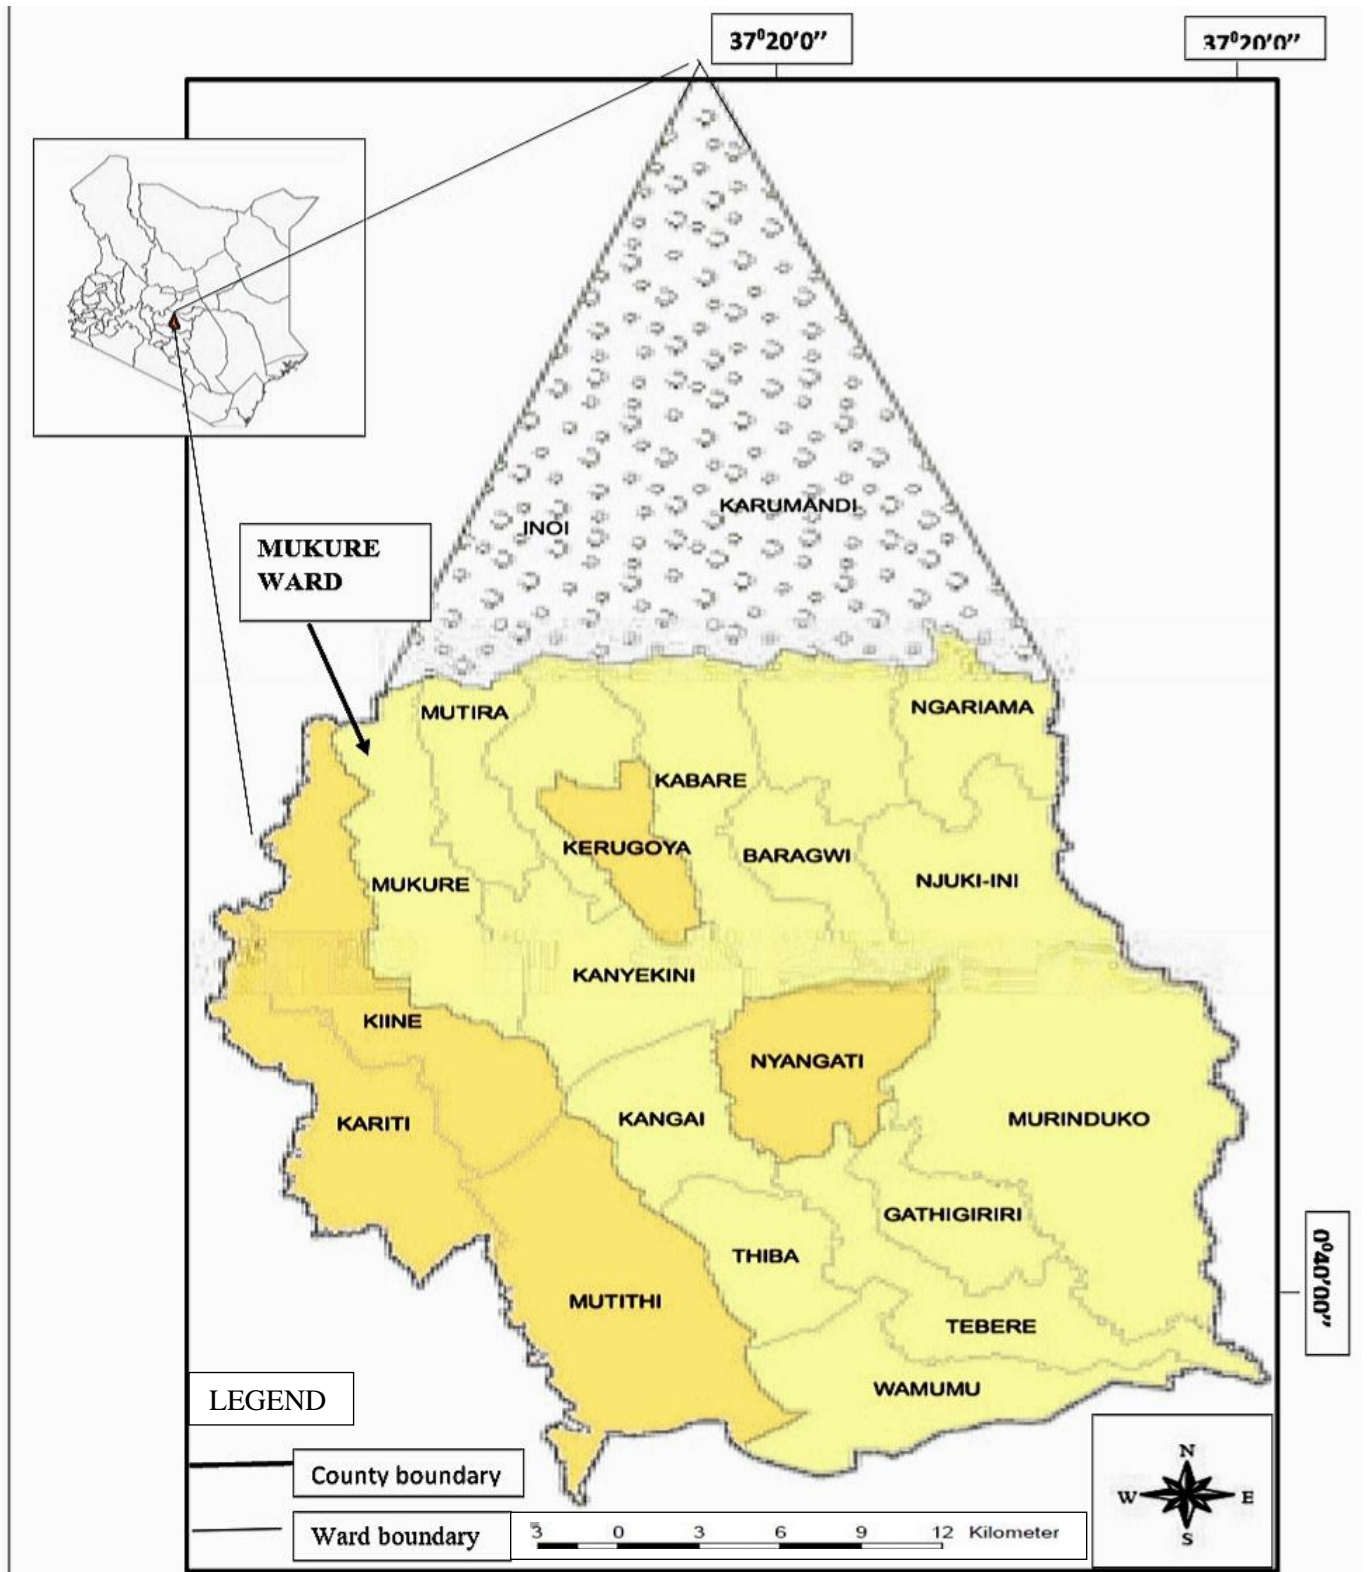 37⁰20'0"
37⁰20'0"
INOI
KARUMANDI
MUKURE
WARD
MUTIRA
NGARIAMA
KABARE
KERUGOYA
BARAGWI
MUKURE
NJUKI-INI
KANYEKINI
KIINE
NYANGATI
KARITI
KANGAI
MURINDUKO
GATHIGIRIRI
0⁰40'00"
THIBA
MUTITHI
TEBERE
WAMUMU
LEGEND
County boundary
Ward boundary
3 0 3 6 9 12 Kilometer
N
W E
S